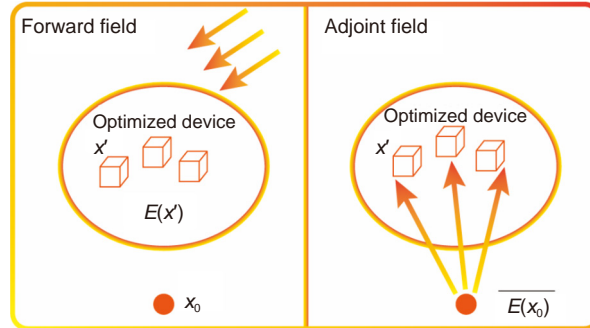 Forward field
Optimized device
x′
E(x′)
x₀
Adjoint field
Optimized device
x′
E(x₀)